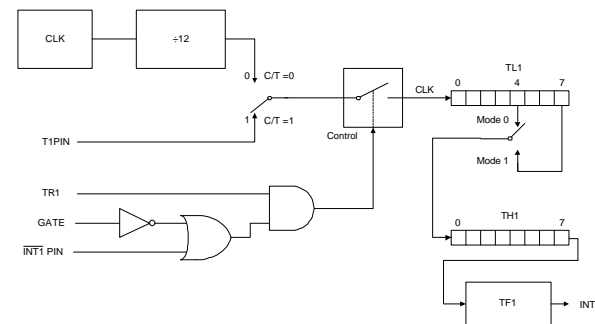 CLK
÷12
TL1
0 C/T =0
0 4 7
CLK
1 C/T =1
Mode 0
Control
T1PIN
Mode 1
TR1
TH1
GATE
0 7
INT1 PIN
TF1
INT